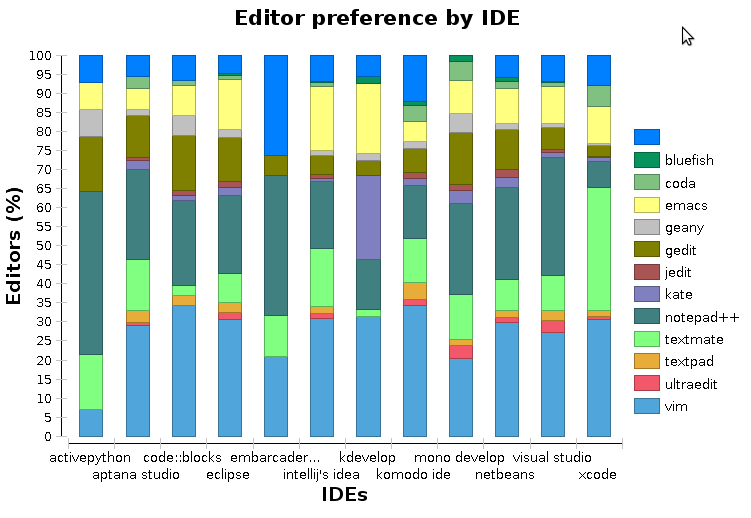 Editor preference by IDE
Editors (%)
100
95
90
85
80
75
70
65
60
55
50
45
40
35
30
25
20
15
10
5
0
bluefish
coda
emacs
geany
gedit
jedit
kate
notepad++
textmate
textpad
ultraedit
vim
activepython code::blocks embarcader... kdevelop mono develop visual studio
aptana studio eclipse intellij's idea komodo ide netbeans xcode
IDEs